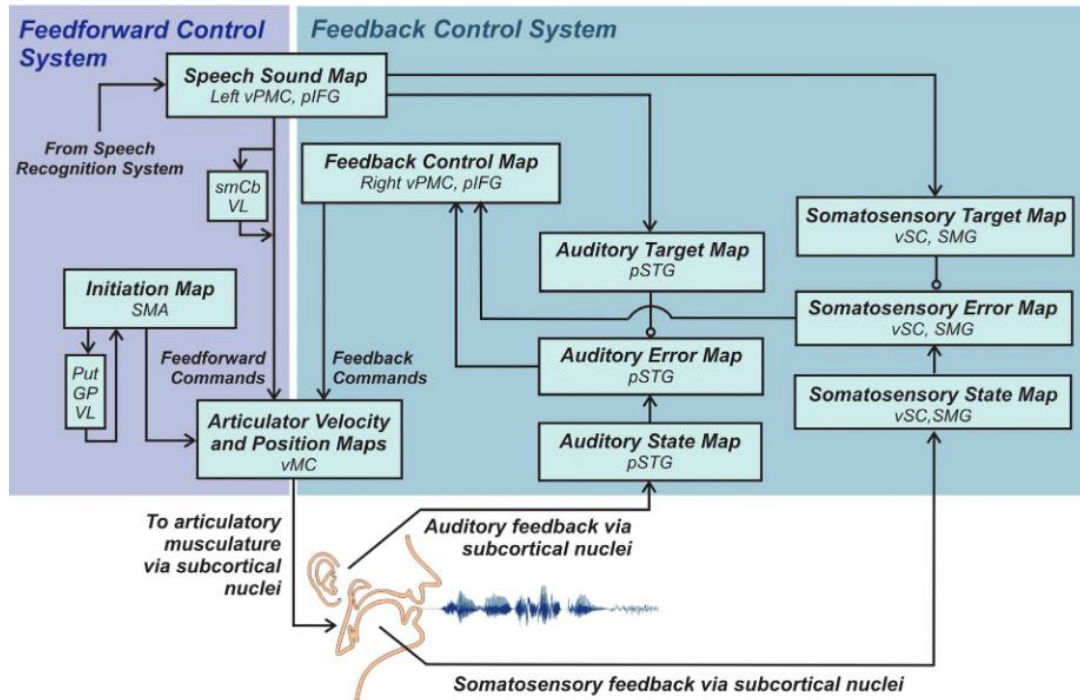 Feedforward Control
System
Feedback Control System
Speech Sound Map
Left vPMC, pIFG
From Speech
Recognition System
smCb
VL
Feedback Control Map
Right vPMC, pIFG
Somatosensory Target Map
vSC, SMG
Auditory Target Map
pSTG
Initiation Map
SMA
Somatosensory Error Map
vSC, SMG
Put
GP
VL
Feedforward
Commands
Feedback
Commands
Auditory Error Map
pSTG
Somatosensory State Map
vSC,SMG
Articulator Velocity
and Position Maps
vMC
Auditory State Map
pSTG
To articulatory
musculature
via subcortical
nuclei
Auditory feedback via
subcortical nuclei
Somatosensory feedback via subcortical nuclei